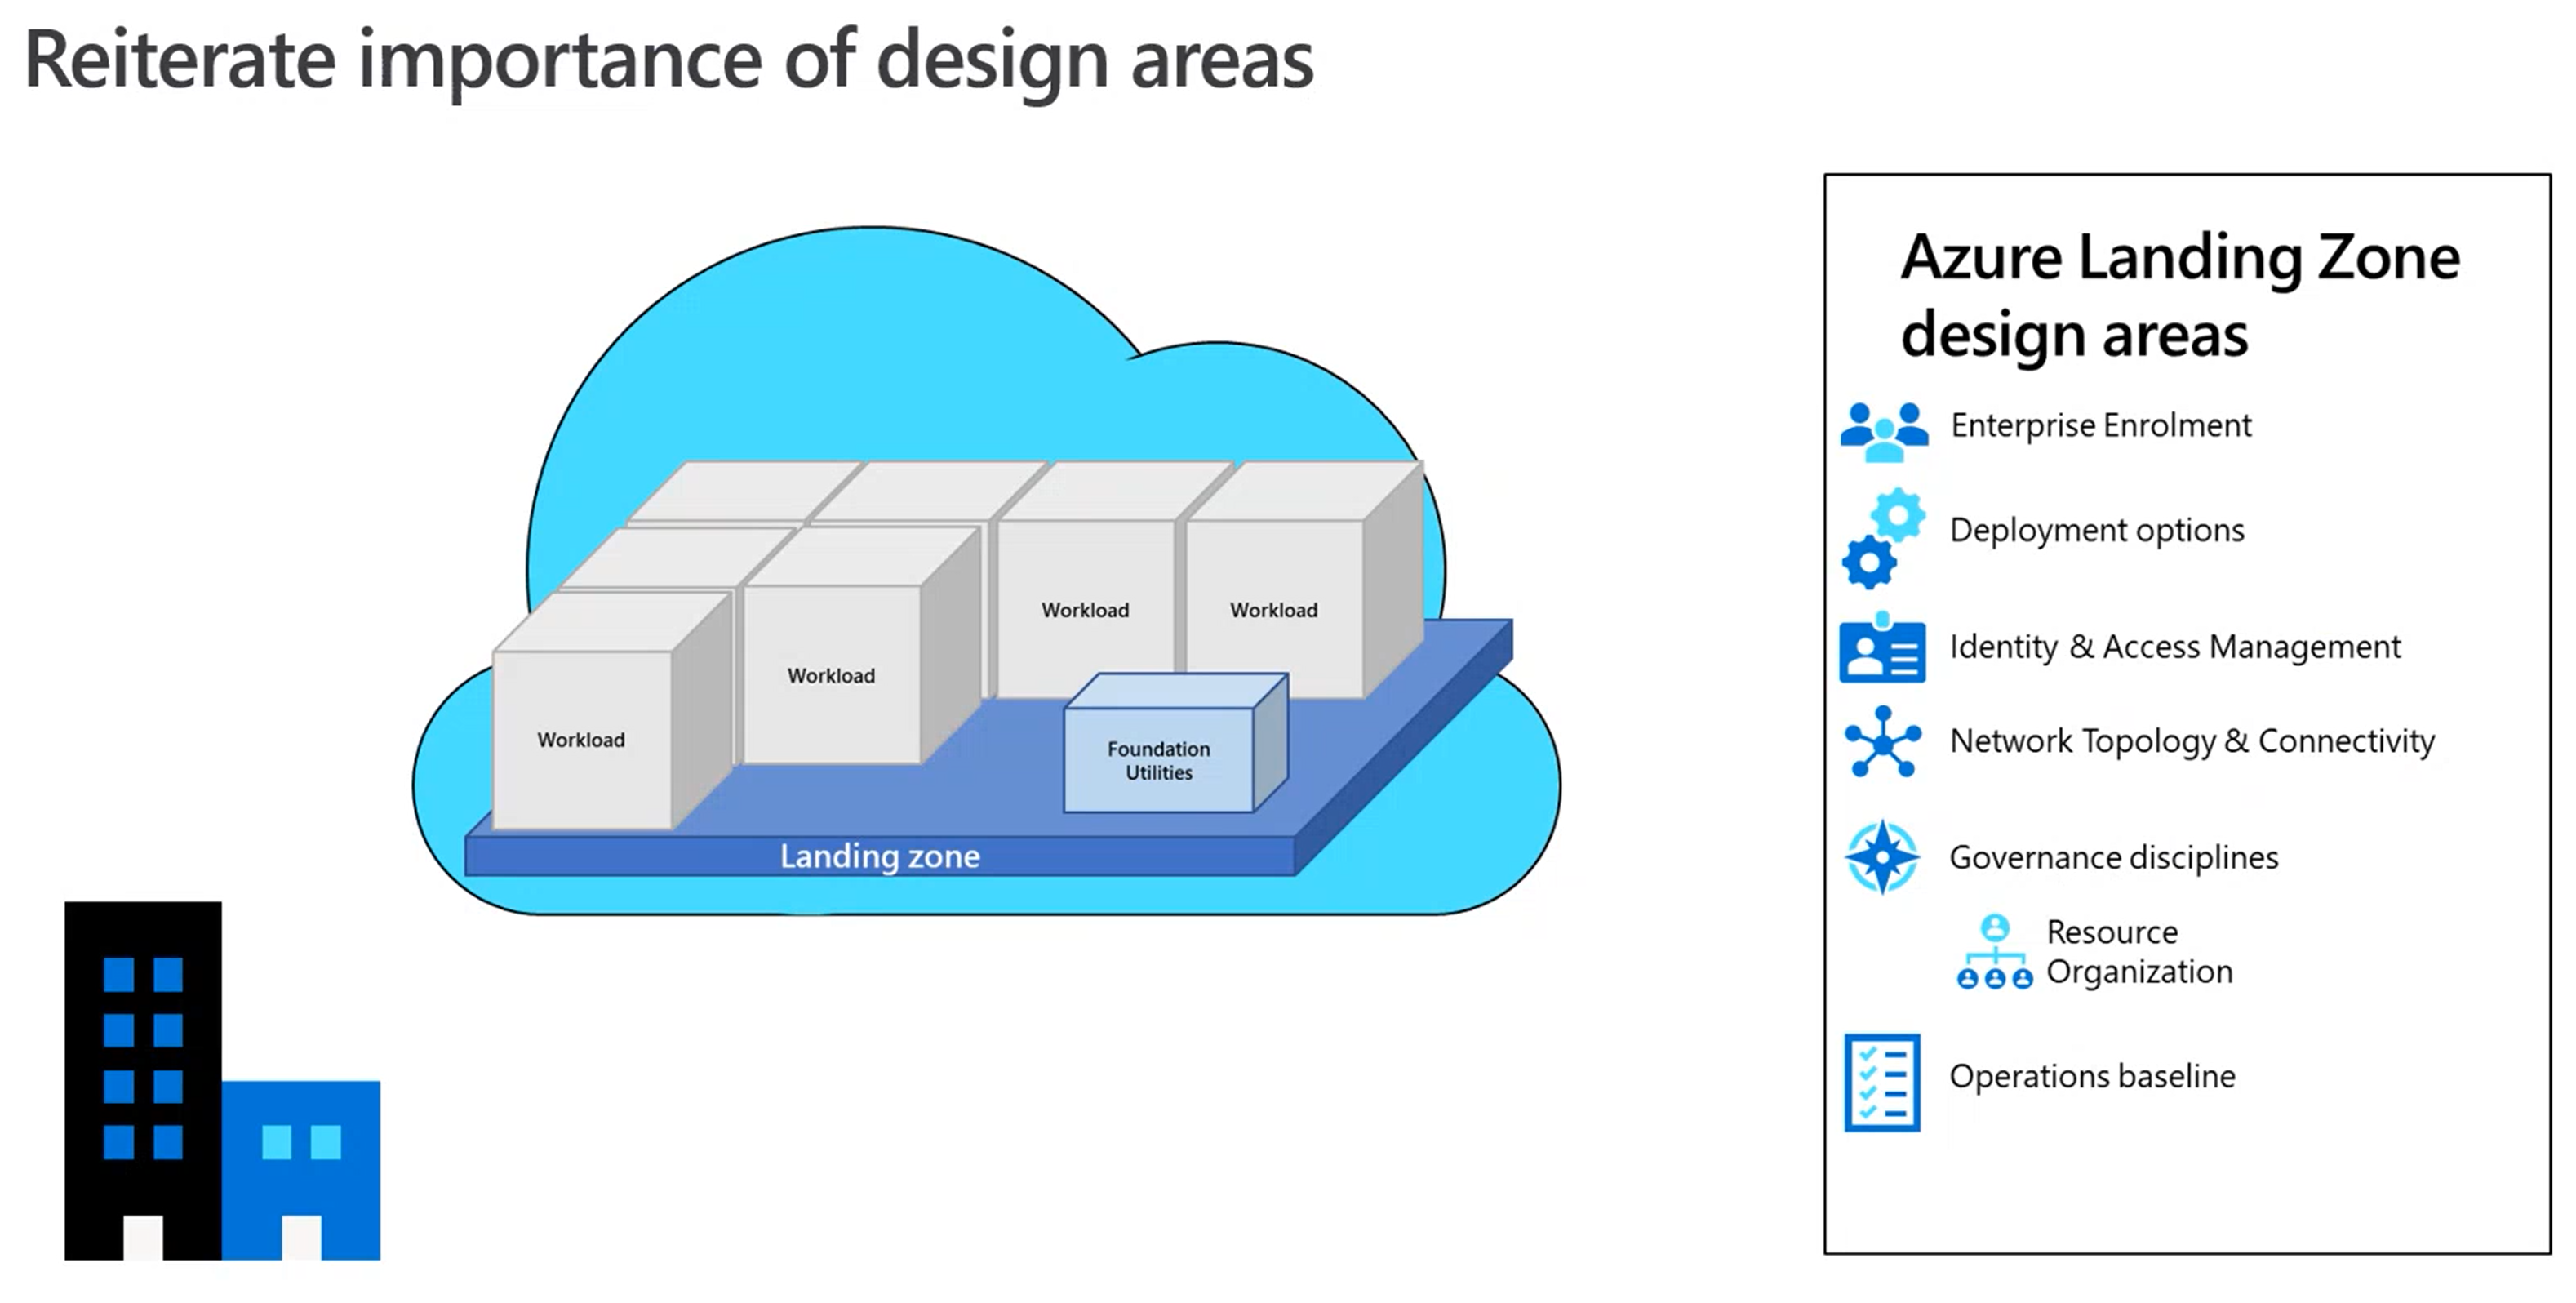 Reiterate importance of design areas
Workload
Workload
Workload
Workload
Foundation
Utilities
Landing zone
Azure Landing Zone
design areas
Enterprise Enrolment
Deployment options
Identity & Access Management
Network Topology & Connectivity
Governance disciplines
Resource
Organization
Operations baseline